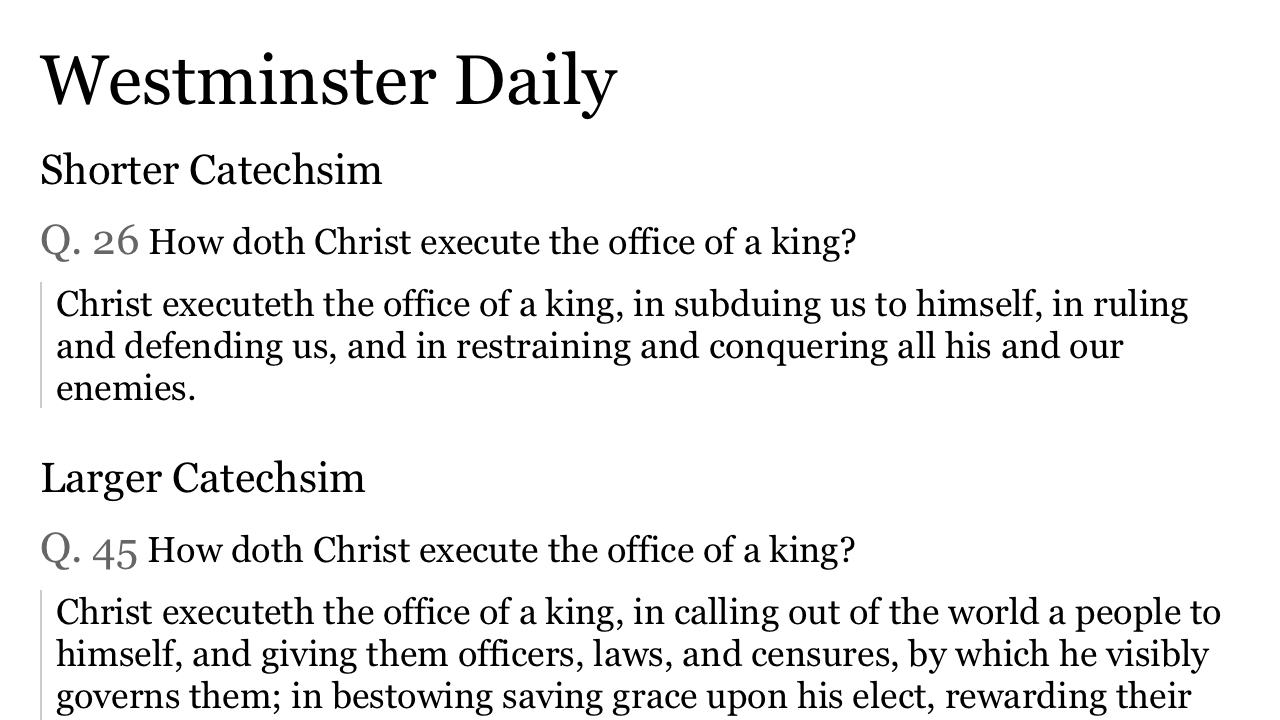 Westminster Daily
Shorter Catechsim
Q. 26 How doth Christ execute the office of a king?
Christ executeth the office of a king, in subduing us to himself, in ruling
and defending us, and in restraining and conquering all his and our
enemies.
Larger Catechsim
Q. 45 How doth Christ execute the office of a king?
Christ executeth the office of a king, in calling out of the world a people to
himself, and giving them officers, laws, and censures, by which he visibly
governs them; in bestowing saving grace upon his elect, rewarding their